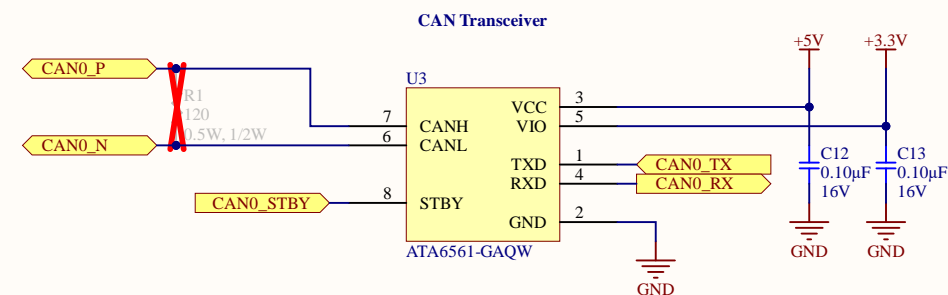 CAN Transceiver
+5V
+3.3V
CAN0_P
U3
R1
120
0.5W, 1/2W
7
CANH
VCC
3
6
CANL
VIO
5
CAN0_N
TXD
1
CAN0_TX
RXD
4
CAN0_RX
C12
0.10µF
16V
C13
0.10µF
16V
CAN0_STBY
8
STBY
GND
2
ATA6561-GAQW
GND
GND
GND